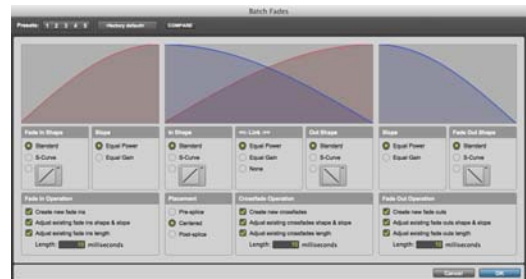 Batch Fades
Presets: 1 2 3 4 5 <factory default> COMPARE
Fade In Shape
Standard
S-Curve
Slope
Equal Power
Equal Gain
In Shape
Standard
S-Curve
<<- Link ->>
Equal Power
Equal Gain
None
Out Shape
Standard
S-Curve
Slope
Equal Power
Equal Gain
Fade Out Shape
Standard
S-Curve
Fade In Operation
Create new fade ins
Adjust existing fade ins shape & slope
Adjust existing fade ins length
Length: 10 milliseconds
Placement
Pre-splice
Centered
Post-splice
Crossfade Operation
Create new crossfades
Adjust existing crossfades shape & slope
Adjust existing crossfades length
Length: 10 milliseconds
Fade Out Operation
Create new fade outs
Adjust existing fade outs shape & slope
Adjust existing fade outs length
Length: 10 milliseconds
Cancel
OK